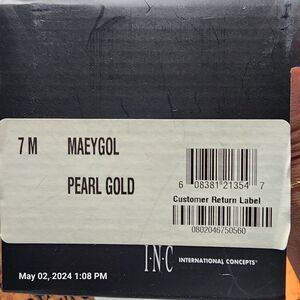 7 M MAEYGOL
PEARL GOLD
6 08381 21354 7
Customer Return Label
0802046750560
I·N·C INTERNATIONAL CONCEPTS®
May 02, 2024 1:08 PM